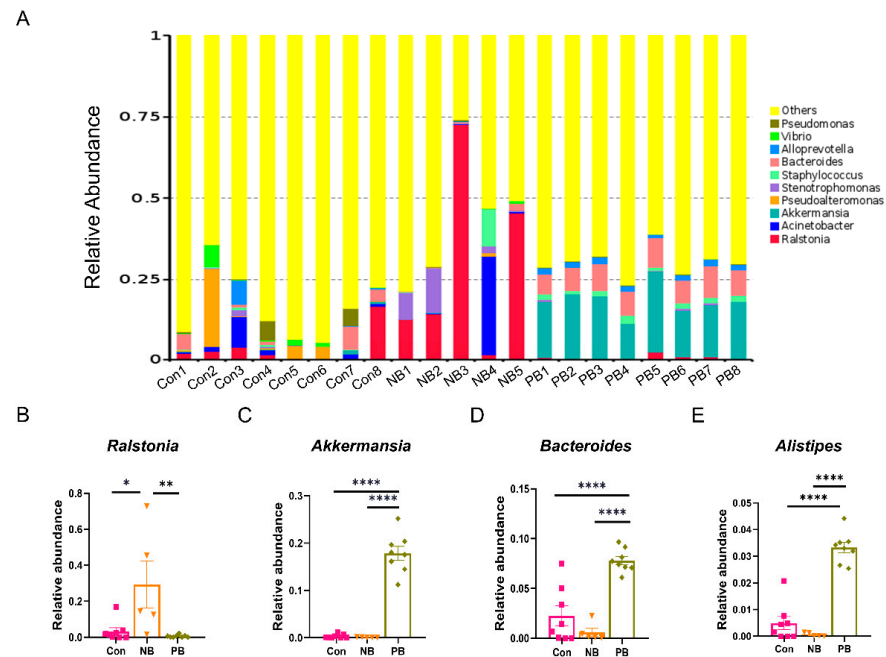 A
Relative Abundance
1
0.75
0.5
0.25
0
Con1 Con2 Con3 Con4 Con5 Con6 Con7 Con8 NB1 NB2 NB3 NB4 NB5 PB1 PB2 PB3 PB4 PB5 PB6 PB7 PB8
Others
Pseudomonas
Vibrio
Alloprevotella
Bacteroides
Staphylococcus
Stenotrophomonas
Pseudoalteromonas
Akkermansia
Acinetobacter
Ralstonia
B
Ralstonia
Relative abundance
* **
0.8
0.6
0.4
0.2
0.0
Con NB PB
C
Akkermansia
Relative abundance
****
****
0.3
0.2
0.1
0.0
Con NB PB
D
Bacteroides
Relative abundance
****
****
0.15
0.10
0.05
0.00
Con NB PB
E
Alistipes
Relative abundance
****
****
0.05
0.04
0.03
0.02
0.01
0.00
Con NB PB